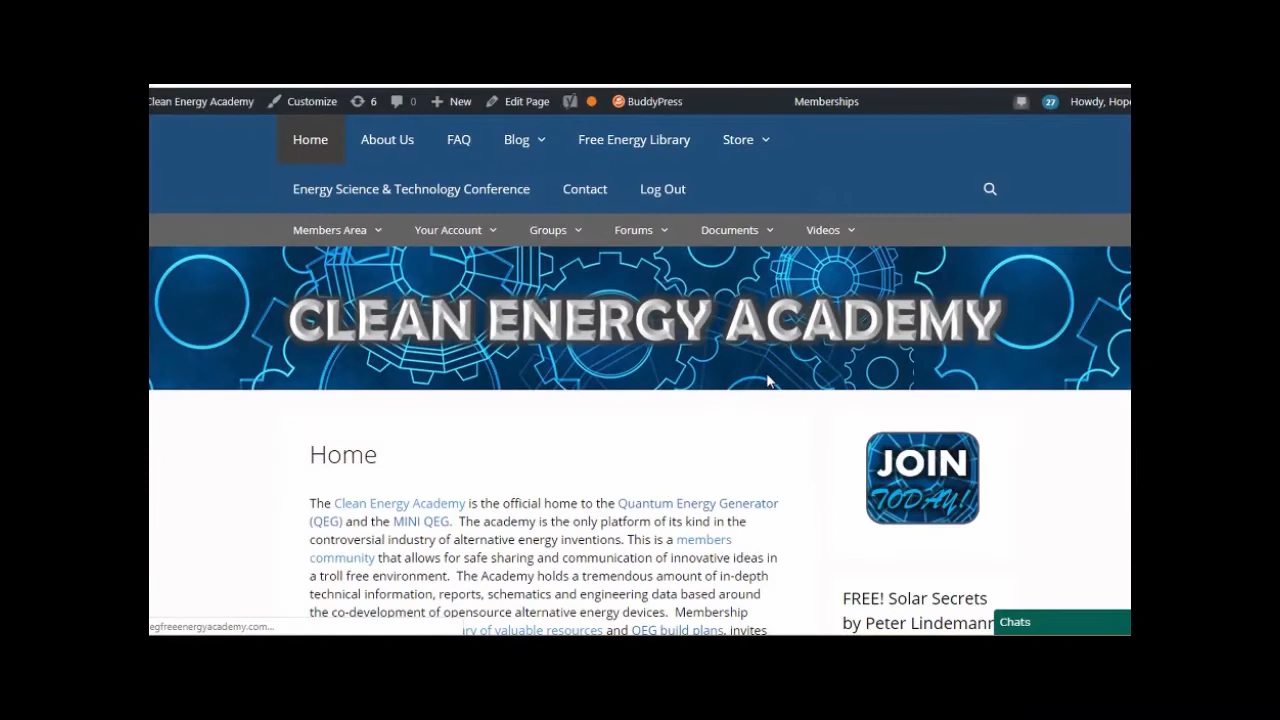 Clean Energy Academy Customize 6 0 New Edit Page BuddyPress Memberships 27 Howdy, Hope
Home About Us FAQ Blog Free Energy Library Store
Energy Science & Technology Conference Contact Log Out
Members Area Your Account Groups Forums Documents Videos
CLEAN ENERGY ACADEMY
Home
The Clean Energy Academy is the official home to the Quantum Energy Generator
(QEG) and the MINI QEG. The academy is the only platform of its kind in the
controversial industry of alternative energy inventions. This is a members
community that allows for safe sharing and communication of innovative ideas in
a troll free environment. The Academy holds a tremendous amount of in-depth
technical information, reports, schematics and engineering data based around
the co-development of opensource alternative energy devices. Membership
ry of valuable resources and QEG build plans, invites
JOIN
TODAY!
FREE! Solar Secrets
by Peter Lindemann
Chats
egfreeenergyacademy.com...